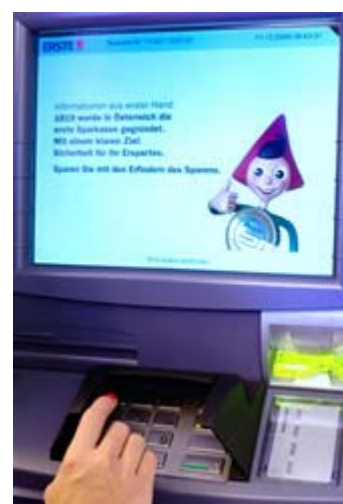 ERSTE
Informationen aus erster Hand
1819 wurde in Österreich die
erste Sparkasse gegründet.
Mit einem klaren Ziel:
Sicherheit für Ihr Erspartes.
Sparen Sie mit den Erfindern des Sparens.